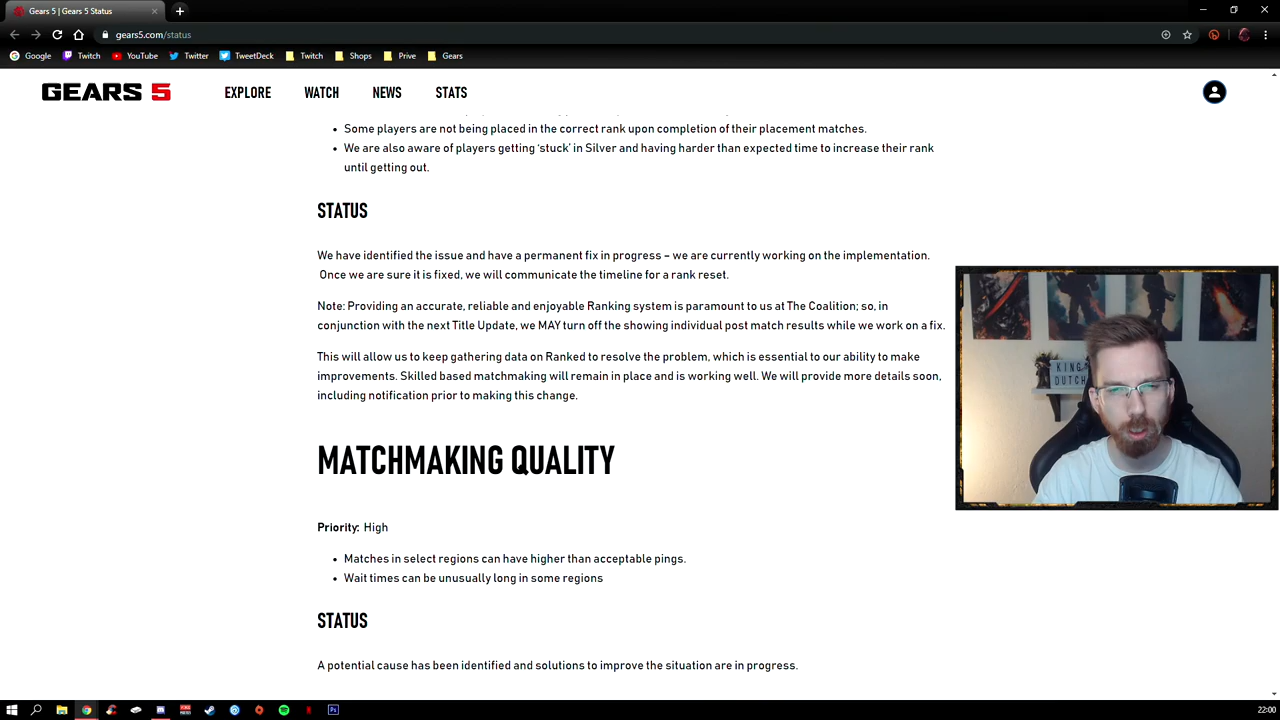 Gears 5 | Gears 5 Status
gears5.com/status
Google Twitch YouTube Twitter TweetDeck Twitch Shops Prive Gears
GEARS 5 EXPLORE WATCH NEWS STATS
• Some players are not being placed in the correct rank upon completion of their placement matches.
• We are also aware of players getting ‘stuck’ in Silver and having harder than expected time to increase their rank
until getting out.
STATUS
We have identified the issue and have a permanent fix in progress – we are currently working on the implementation.
Once we are sure it is fixed, we will communicate the timeline for a rank reset.
Note: Providing an accurate, reliable and enjoyable Ranking system is paramount to us at The Coalition; so, in
conjunction with the next Title Update, we MAY turn off the showing individual post match results while we work on a fix.
This will allow us to keep gathering data on Ranked to resolve the problem, which is essential to our ability to make
improvements. Skilled based matchmaking will remain in place and is working well. We will provide more details soon,
including notification prior to making this change.
KING
DUTCH
MATCHMAKING QUALITY
Priority: High
• Matches in select regions can have higher than acceptable pings.
• Wait times can be unusually long in some regions
STATUS
A potential cause has been identified and solutions to improve the situation are in progress.
22:00